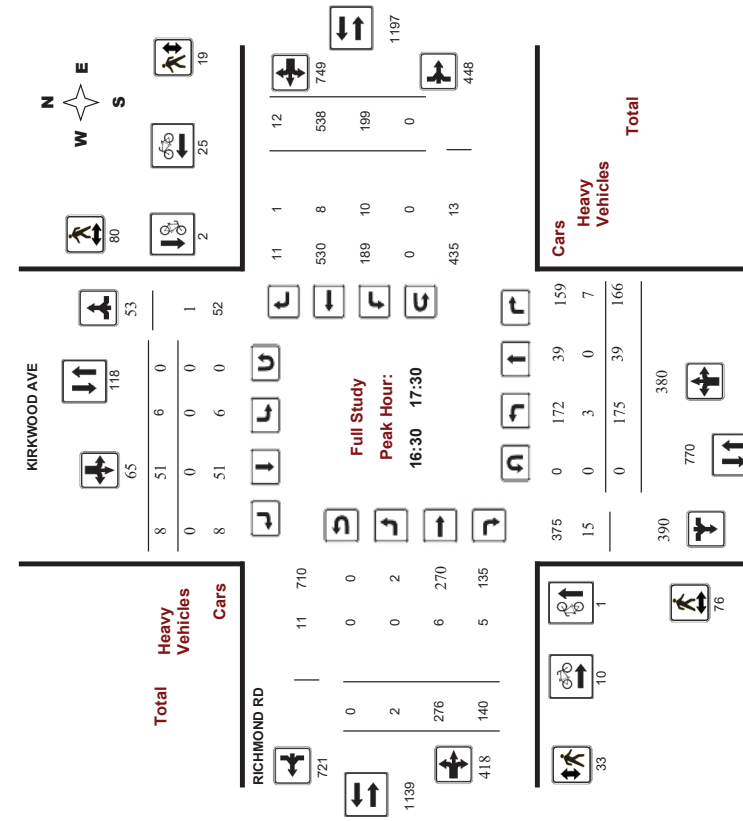 KIRKWOOD AVE
N
W E
S
65 118 53
8 51 6 0
0 0 0 0 1
8 51 6 0 52
Total
Heavy
Vehicles
Cars
80
19
2
25
1197
749
448
11 1 12
530 8 538
189 10 199
0 0 0
435 13
Full Study
Peak Hour:
16:30 17:30
RICHMOND RD
721
1139
418
11 710
0 0 0
2 0 2
276 6 270
140 5 135
Cars
Heavy
Vehicles
Total
375 0 172 39 159
15 0 3 0 7
0 175 39 166
390 770 380
33
10
1
76